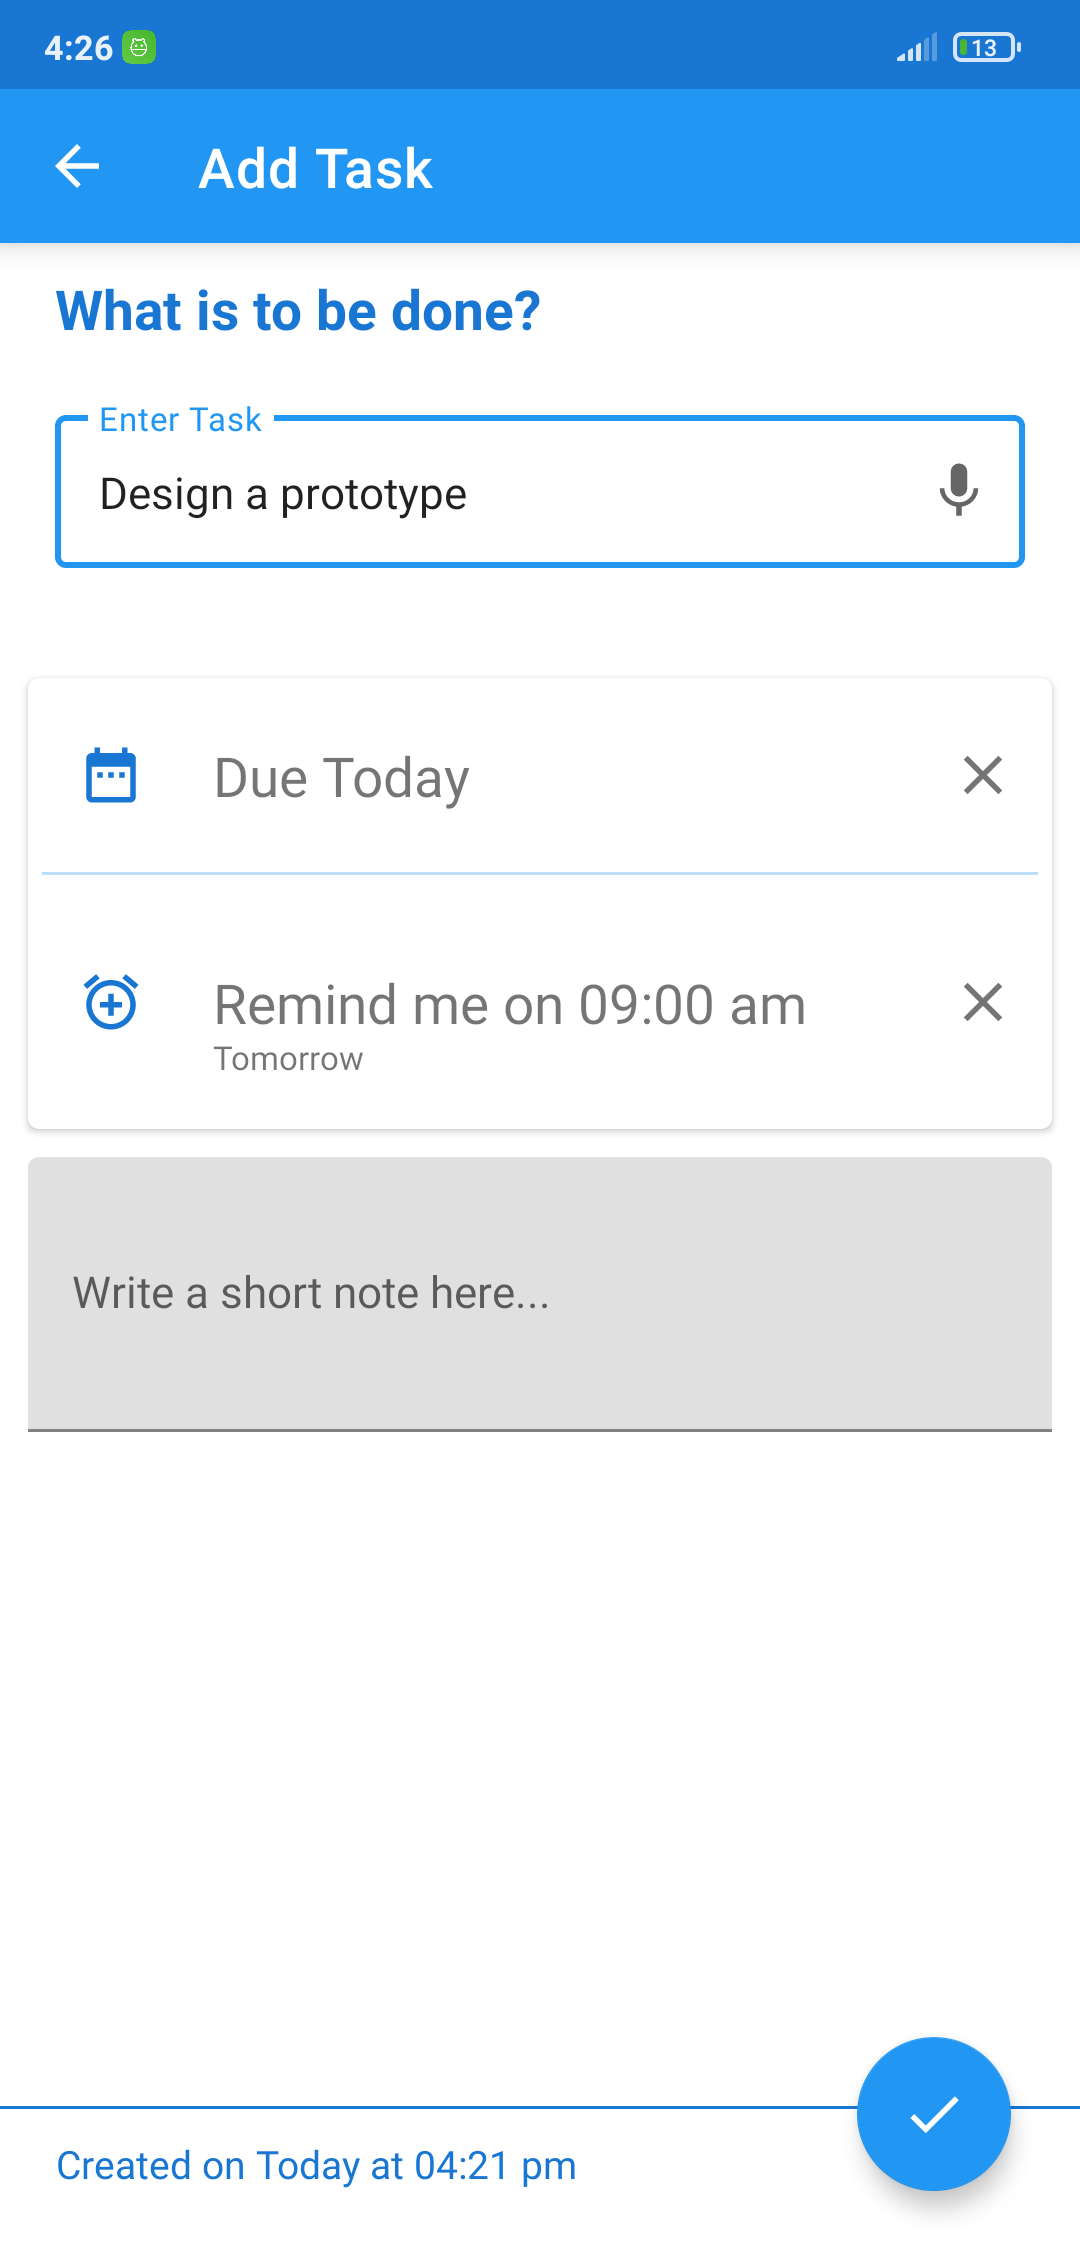 4:26
13
Add Task
What is to be done?
Enter Task
Design a prototype
Due Today
Remind me on 09:00 am
Tomorrow
Write a short note here...
Created on Today at 04:21 pm